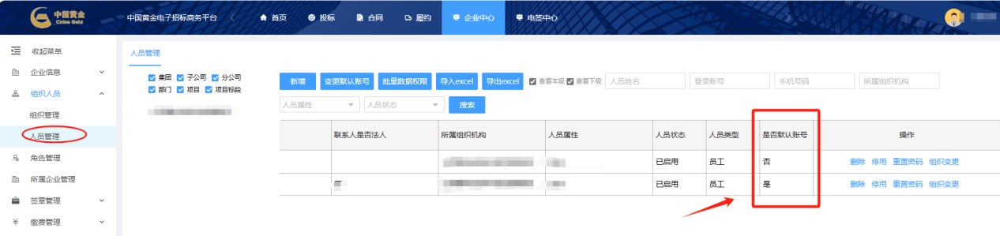 中国黄金
China Gold
中国黄金电子招标商务平台
首页
投标
合同
履约
企业中心
电签中心
收起菜单
企业信息
组织人员
组织管理
人员管理
角色管理
所属企业管理
签章管理
缴费管理
人员管理
集团 子公司 分公司
部门 项目 项目标段
新增 变更默认账号 批量数据权限 导入excel 导出excel 查看本级 查看下级 人员姓名 登录账号 手机号码 所属组织机构
人员属性 人员状态 搜索
联系人是否法人 所属组织机构 人员属性 人员状态 人员类型 是否默认账号 操作
已启用 员工 否 删除 停用 重置密码 组织变更
已启用 员工 是 删除 停用 重置密码 组织变更